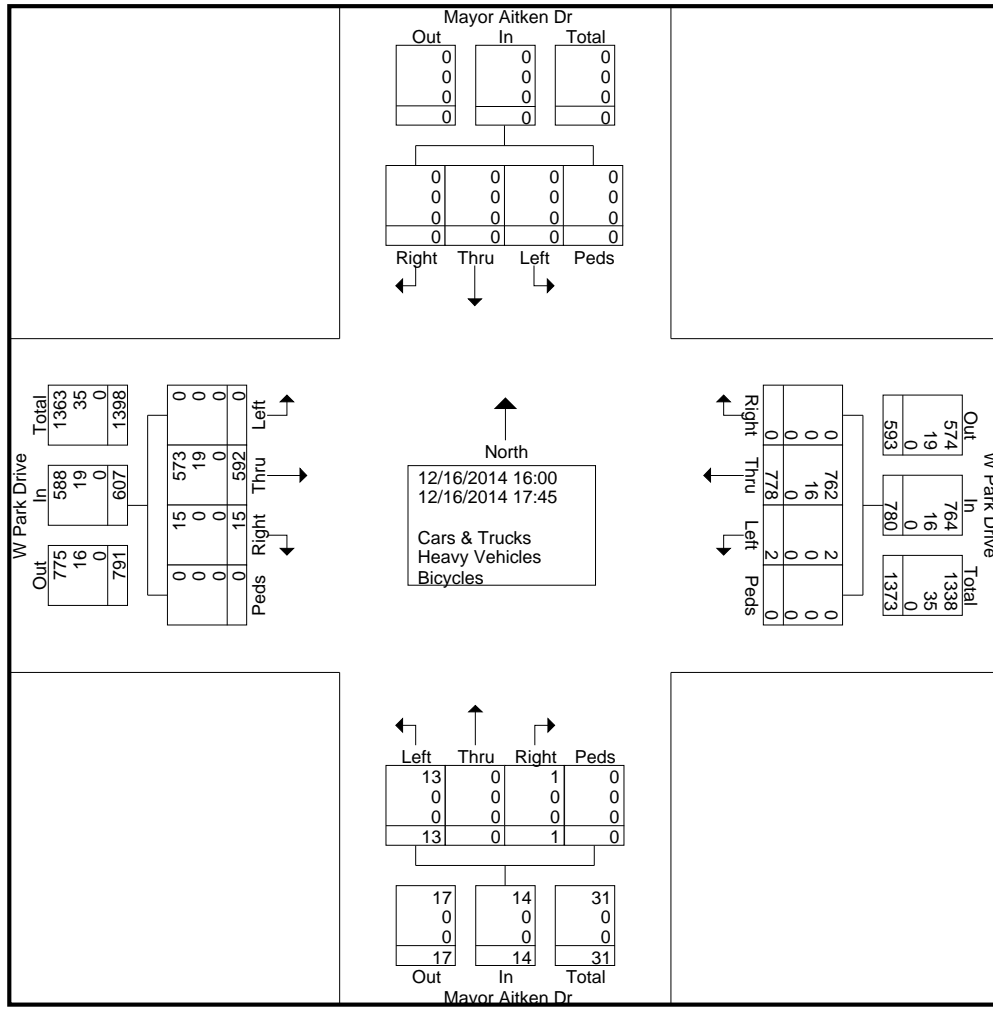 Mayor Aitken Dr
Out In Total
0 0 0
0 0 0
0 0 0
0 0 0
0 0 0 0
0 0 0 0
0 0 0 0
0 0 0 0
Right Thru Left Peds
W Park Drive
Total In Out
1363 588 775
35 19 16
0 0 0
1398 607 791
0 573 15 0
0 19 0 0
0 0 0 0
0 592 15 0
Left Thru Right Peds
North
12/16/2014 16:00
12/16/2014 17:45
Cars & Trucks
Heavy Vehicles
Bicycles
Right Thru Left Peds
0 762 2 0
0 16 0 0
0 0 0 0
0 778 2 0
W Park Drive
Out In Total
574 764 1338
19 16 35
0 0 0
593 780 1373
Left Thru Right Peds
13 0 1 0
0 0 0 0
0 0 0 0
13 0 1 0
17 14 31
0 0 0
0 0 0
17 14 31
Out In Total
Mayor Aitken Dr